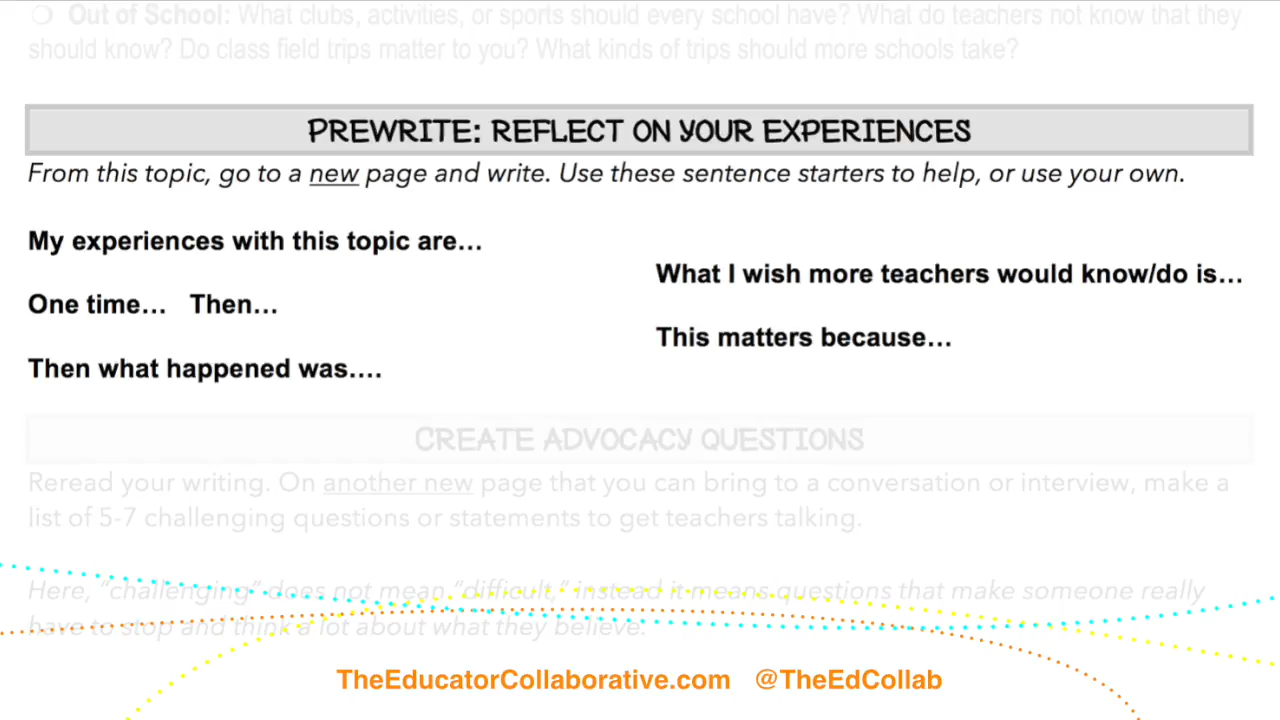 ❍ Out of School: What clubs, activities, or sports should every school have? What do teachers not know that they
should know? Do class field trips matter to you? What kinds of trips should more schools take?
PREWRITE: REFLECT ON YOUR EXPERIENCES
From this topic, go to a new page and write. Use these sentence starters to help, or use your own.
My experiences with this topic are…
One time… Then…
Then what happened was….
What I wish more teachers would know/do is…
This matters because…
CREATE ADVOCACY QUESTIONS
Reread your writing. On another new page that you can bring to a conversation or interview, make a
list of 5-7 challenging questions or statements to get teachers talking.
Here, “challenging” does not mean “difficult,” instead it means questions that make someone really
have to stop and think a lot about what they believe.
TheEducatorCollaborative.com @TheEdCollab